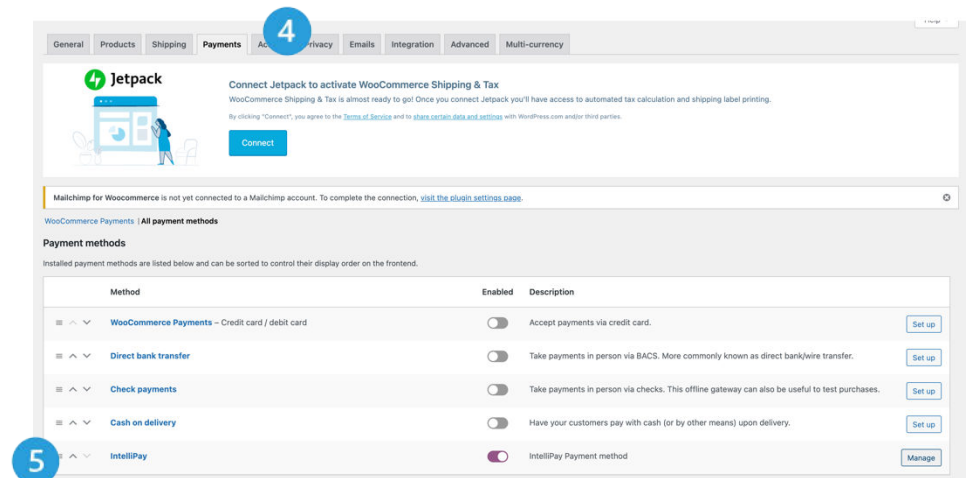 4
General Products Shipping Payments Privacy Emails Integration Advanced Multi-currency
Jetpack
Connect Jetpack to activate WooCommerce Shipping & Tax
WooCommerce Shipping & Tax is almost ready to go! Once you connect Jetpack you'll have access to automated tax calculation and shipping label printing.
By clicking "Connect", you agree to the Terms of Service and to share certain data and settings with WordPress.com and/or third parties.
Connect
Mailchimp for Woocommerce is not yet connected to a Mailchimp account. To complete the connection, visit the plugin settings page.
WooCommerce Payments | All payment methods
Payment methods
Installed payment methods are listed below and can be sorted to control their display order on the frontend.
Method Enabled Description
WooCommerce Payments – Credit card / debit card Accept payments via credit card. Set up
Direct bank transfer Take payments in person via BACS. More commonly known as direct bank/wire transfer. Set up
Check payments Take payments in person via checks. This offline gateway can also be useful to test purchases. Set up
Cash on delivery Have your customers pay with cash (or by other means) upon delivery. Set up
5 IntelliPay IntelliPay Payment method Manage